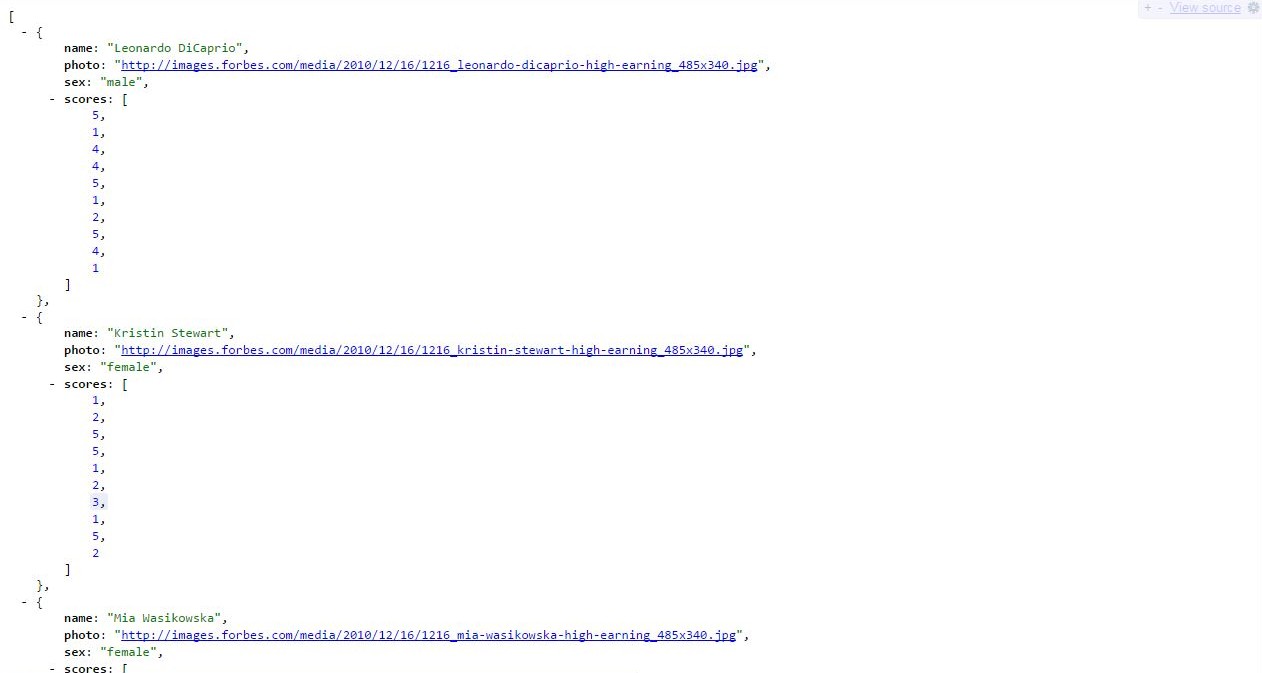 + - View source
[
- {
name: "Leonardo DiCaprio",
photo: "http://images.forbes.com/media/2010/12/16/1216_leonardo-dicaprio-high-earning_485x340.jpg",
sex: "male",
- scores: [
5,
1,
4,
4,
5,
1,
2,
5,
4,
1
]
},
- {
name: "Kristin Stewart",
photo: "http://images.forbes.com/media/2010/12/16/1216_kristin-stewart-high-earning_485x340.jpg",
sex: "female",
- scores: [
1,
2,
5,
5,
1,
2,
3,
1,
5,
2
]
},
- {
name: "Mia Wasikowska",
photo: "http://images.forbes.com/media/2010/12/16/1216_mia-wasikowska-high-earning_485x340.jpg",
sex: "female",
- scores: [